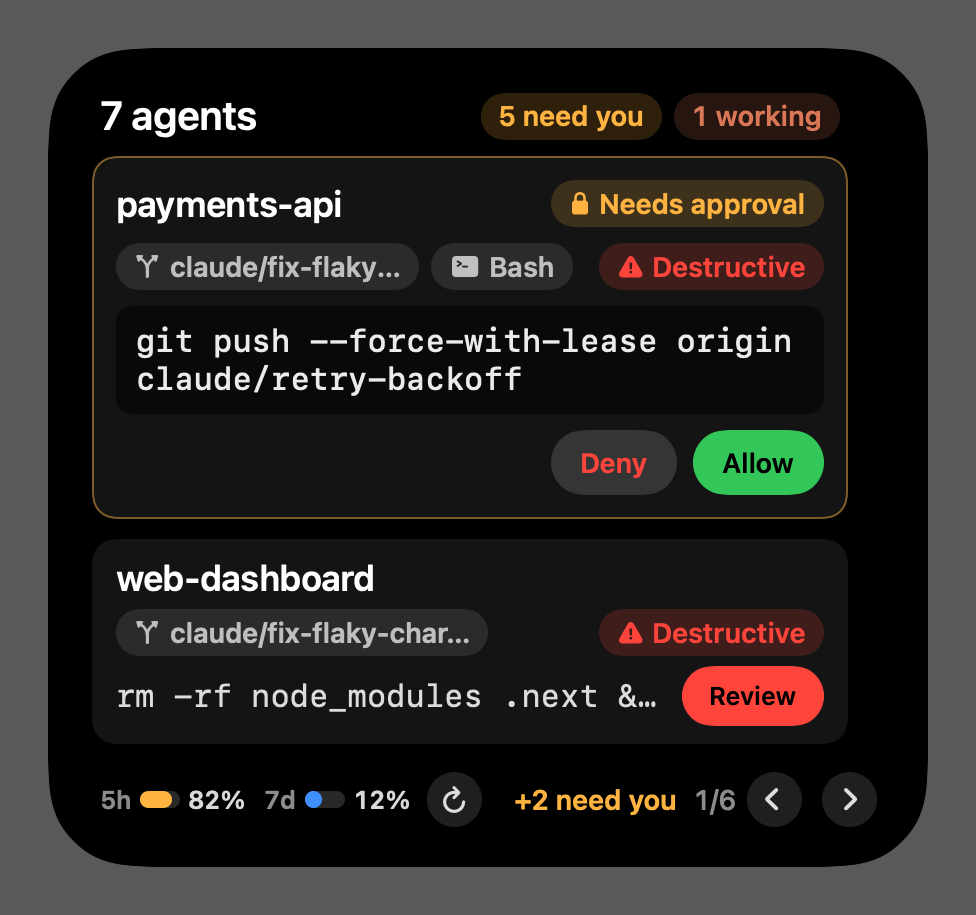 7 agents
5 need you
1 working
payments-api
Needs approval
claude/fix-flaky...
Bash
Destructive
git push --force-with-lease origin
claude/retry-backoff
Deny
Allow
web-dashboard
claude/fix-flaky-char...
Destructive
rm -rf node_modules .next &...
Review
5h 82% 7d 12% +2 need you 1/6